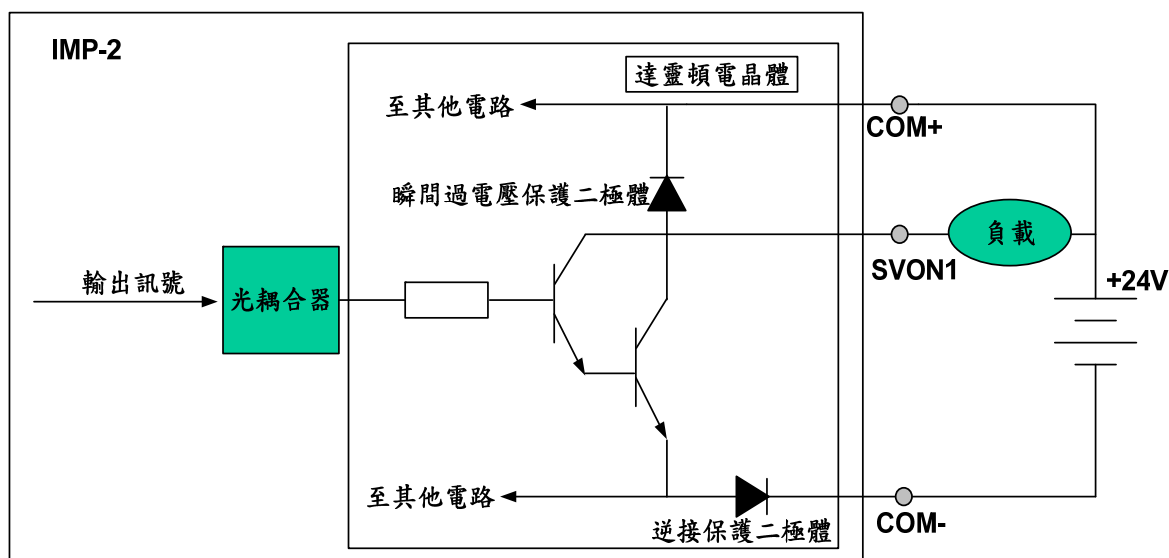 IMP-2
達靈頓電晶體
至其他電路
COM+
瞬間過電壓保護二極體
負載
SVON1
+24V
輸出訊號
光耦合器
至其他電路
COM-
逆接保護二極體